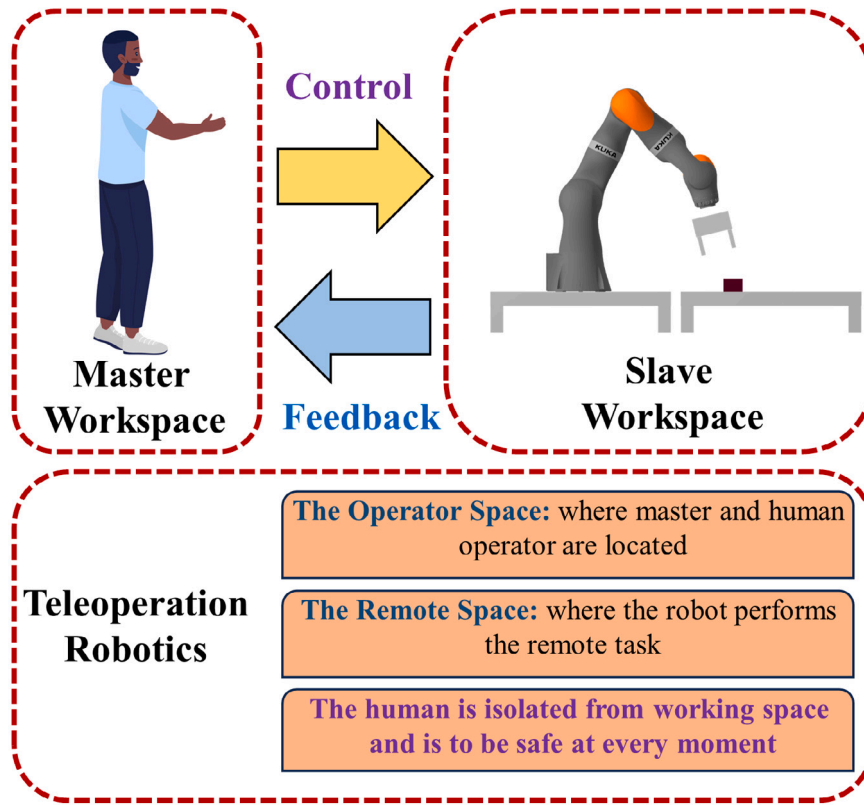 Control
KUKA
KUKA
Master
Workspace
Feedback
Slave
Workspace
Teleoperation
Robotics
The Operator Space: where master and human
operator are located
The Remote Space: where the robot performs
the remote task
The human is isolated from working space
and is to be safe at every moment